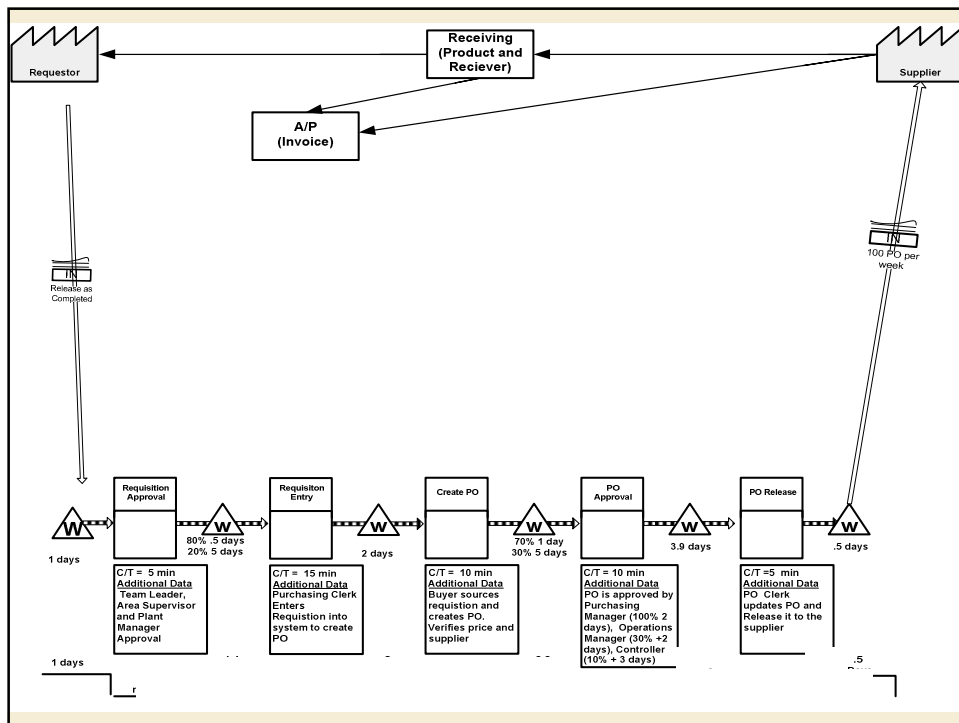 Requestor
Receiving
(Product and
Reciever)
Supplier
A/P
(Invoice)
IN
Release as
Completed
IN
100 PO per
week
Requisition
Approval
Requisiton
Entry
Create PO
PO
Approval
PO Release
W
W
W
W
W
W
1 days
80% .5 days
20% 5 days
2 days
70% 1 day
30% 5 days
3.9 days
.5 days
C/T = 5 min
Additional Data
Team Leader,
Area Supervisor
and Plant
Manager
Approval
C/T = 15 min
Additional Data
Purchasing Clerk
Enters
Requistion into
system to create
PO
C/T = 10 min
Additional Data
Buyer sources
requistion and
creates PO.
Verifies price and
supplier
C/T = 10 min
Additional Data
PO is approved by
Purchasing
Manager (100% 2
days), Operations
Manager (30% +2
days), Controller
(10% + 3 days)
C/T =5 min
Additional Data
PO Clerk
updates PO and
Release it to the
supplier
1 days
.5